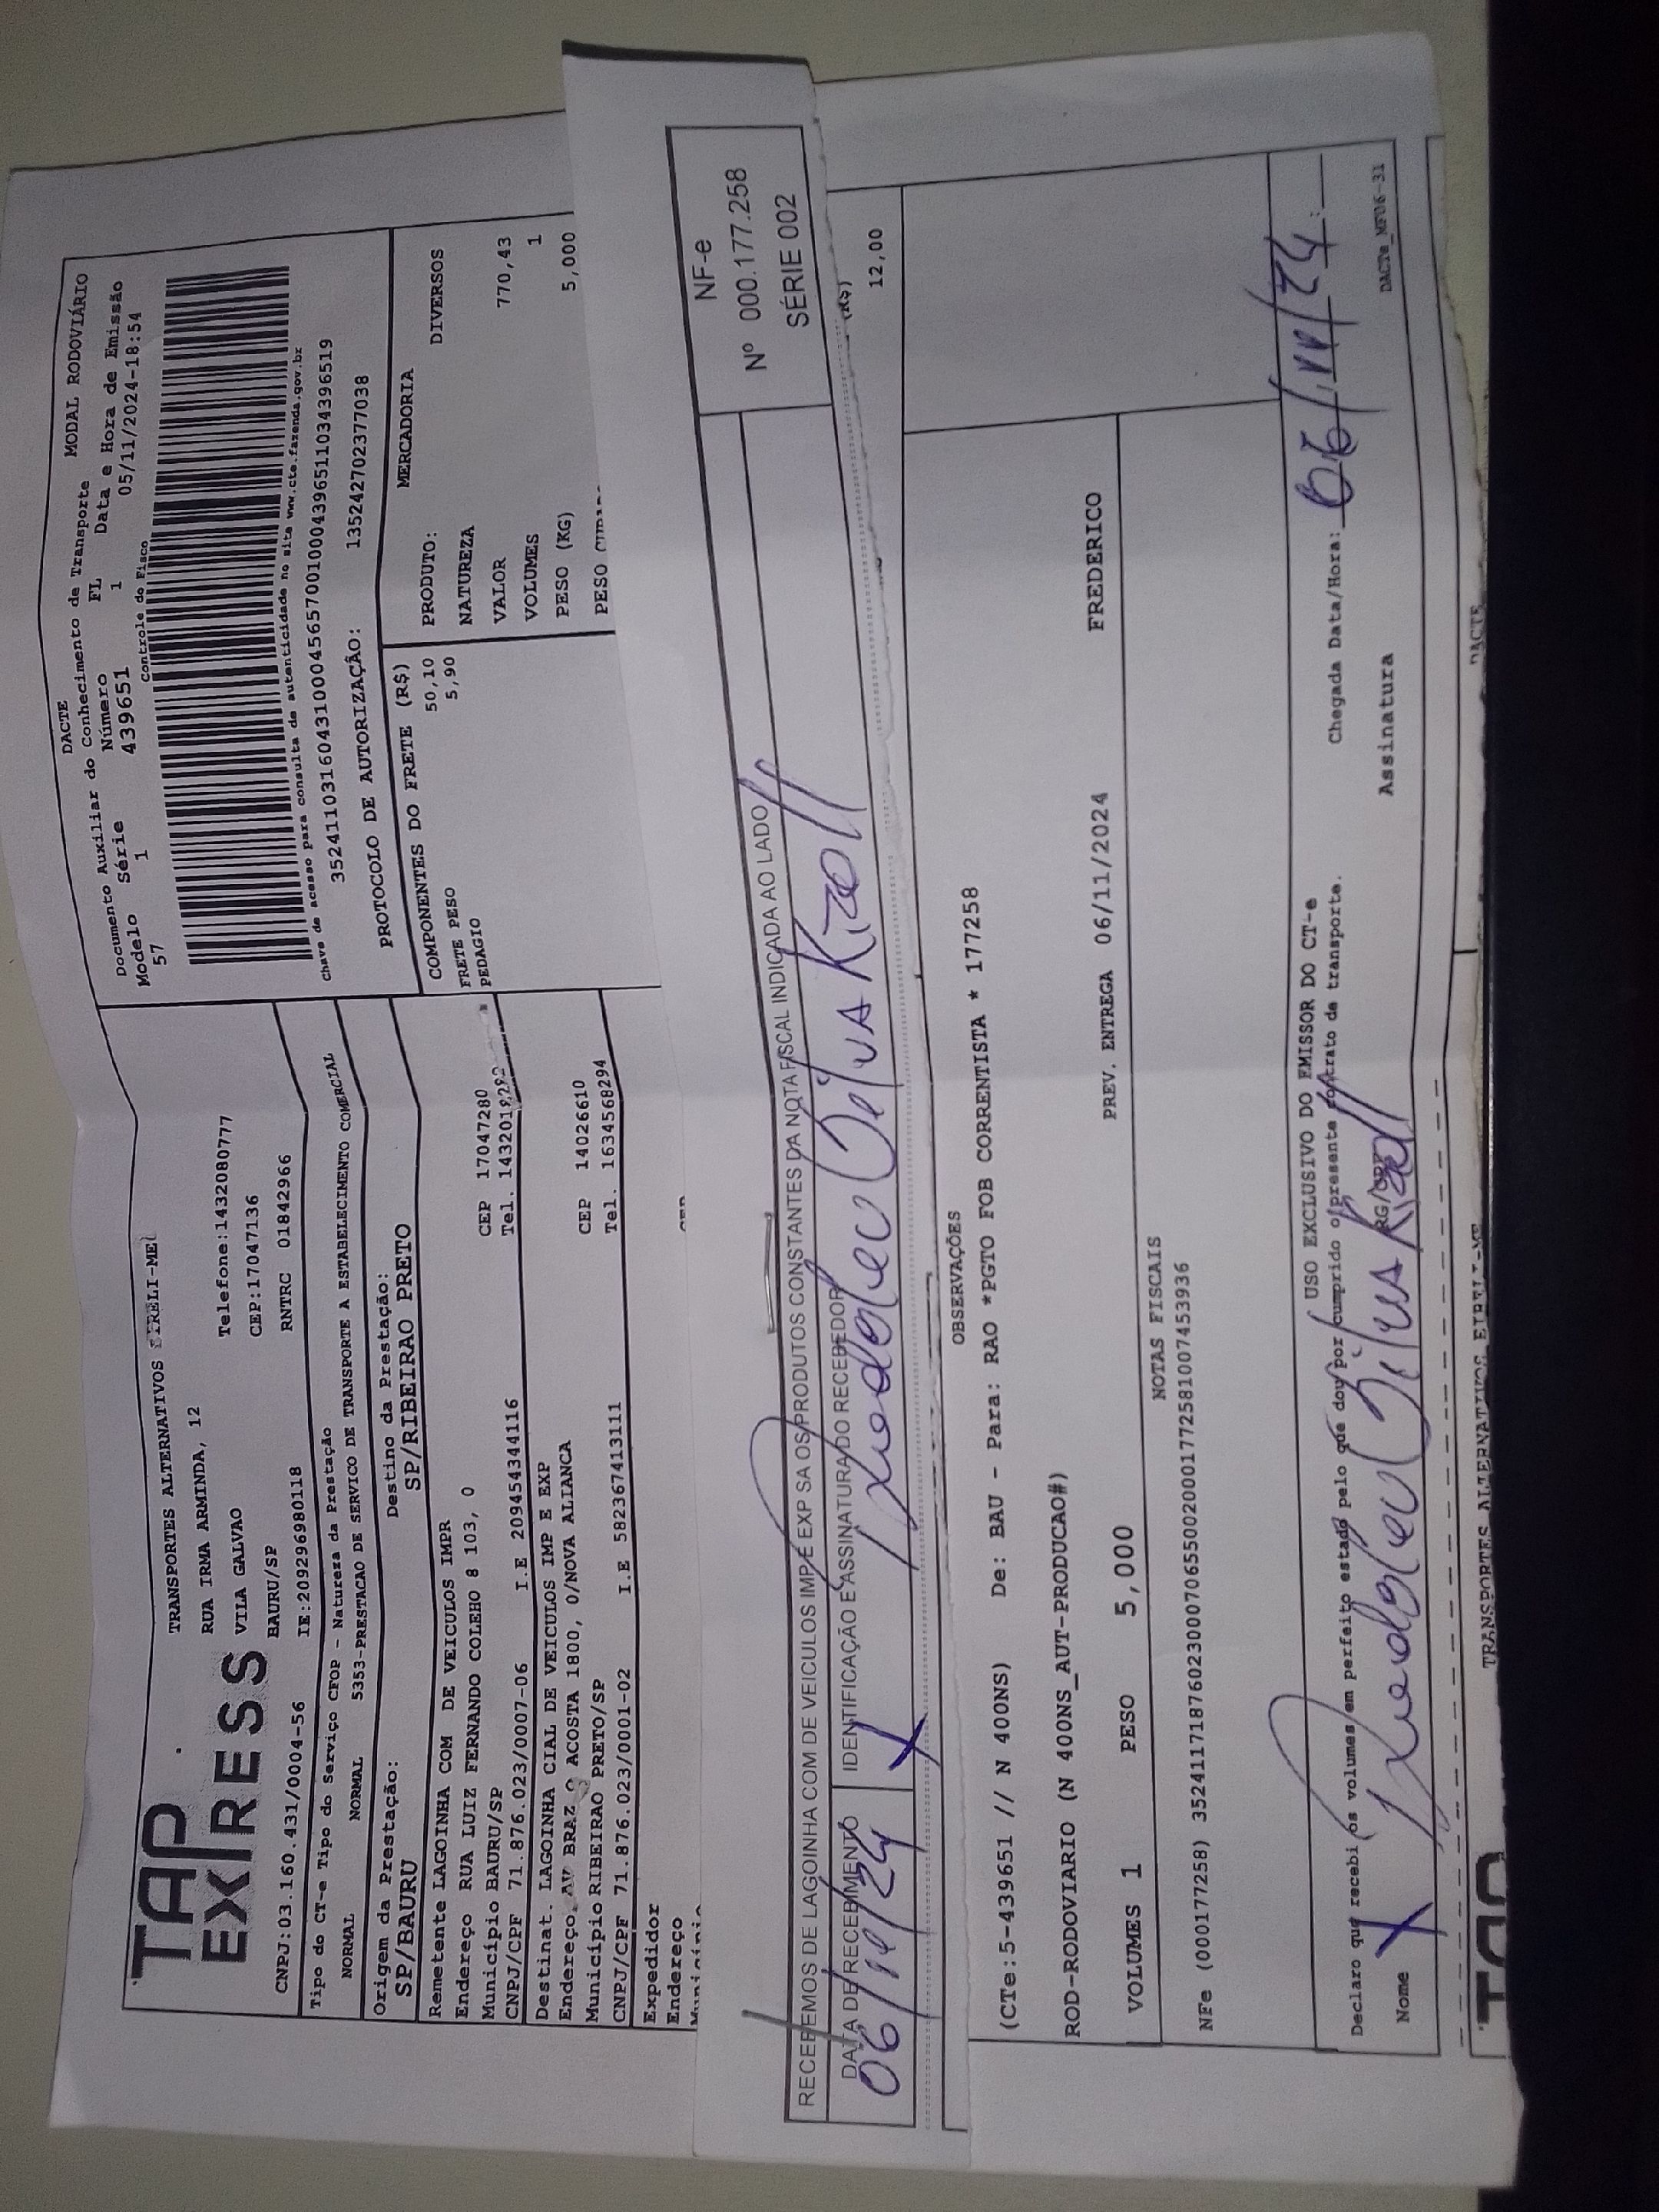 TAP
EXPRESS
TRANSPORTES ALTERNATIVOS EIRELI-ME
RUA IRMA ARMINDA, 12
Telefone:1432080777
VILA GALVAO
CEP:17047136
BAURU/SP
RNTRC 01842966
CNPJ:03.160.431/0004-56
IE:209296980118
DACTE
Documento Auxiliar do Conhecimento de Transporte
MODAL RODOVIÁRIO
Modelo Série Número FL Data e Hora de Emissão
57 1 439651 1 05/11/2024-18:54
Controle do Fisco
Chave de acesso para consulta de autenticidade no site www.cte.fazenda.gov.br
35241103160431000456570010004396511034396519
PROTOCOLO DE AUTORIZAÇÃO: 135242702377038
Tipo do CT-e Tipo do Serviço CFOP - Natureza da Prestação
NORMAL NORMAL 5353-PRESTACAO DE SERVICO DE TRANSPORTE A ESTABELECIMENTO COMERCIAL
Origem da Prestação: Destino da Prestação:
SP/BAURU SP/RIBEIRAO PRETO
Remetente LAGOINHA COM DE VEICULOS IMPR
Endereço RUA LUIZ FERNANDO COLEHO 8 103, 0
Município BAURU/SP CEP 17047280
CNPJ/CPF 71.876.023/0007-06 I.E 209454344116 Tel.
Destinat. LAGOINHA CIAL DE VEICULOS IMP E EXP
Endereço AV BRAZ O ACOSTA 1800, 0/NOVA ALIANCA
Município RIBEIRAO PRETO/SP CEP 14026610
CNPJ/CPF 71.876.023/0001-02 I.E 582367413111 Tel. 1634568294
Expedidor
Endereço
Município CEP
COMPONENTES DO FRETE (R$)
FRETE PESO 50,10
PEDAGIO 5,90
MERCADORIA
PRODUTO: DIVERSOS
NATUREZA
VALOR 770,43
VOLUMES 1
PESO (KG) 5,000
PESO
RECEBEMOS DE LAGOINHA COM DE VEICULOS IMP E EXP SA OS PRODUTOS CONSTANTES DA NOTA FISCAL INDICADA AO LADO
DATA DE RECEBIMENTO
IDENTIFICAÇÃO E ASSINATURA DO RECEBEDOR
X
NF-e
Nº 000.177.258
SÉRIE 002
(R$)
12,00
OBSERVAÇÕES
(CTe:5-439651 // N 400NS) De: BAU - Para: RAO *PGTO FOB CORRENTISTA * 177258
ROD-RODOVIARIO (N 400NS_AUT-PRODUCAO#)
VOLUMES 1 PESO 5,000 PREV. ENTREGA 06/11/2024 FREDERICO
NOTAS FISCAIS
NFe (000177258) 35241171876023000706550020001772581007453936
USO EXCLUSIVO DO EMISSOR DO CT-e
Declaro que recebi os volumes em perfeito estado pelo que dou por cumprido o presente contrato de transporte.
Chegada Data/Hora: 06/11/24 :
Nome X RG/CPF Assinatura
DACTe_MF06-31
TAP
TRANSPORTES ALTERNATIVOS EIRELI-ME
DACTE